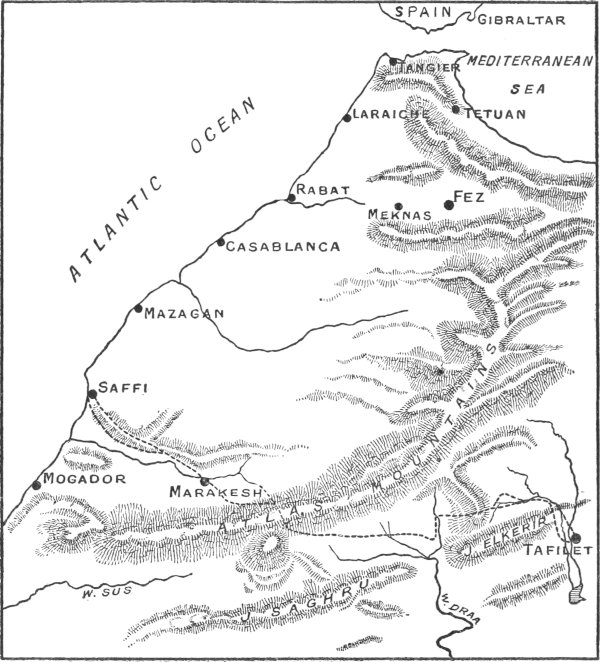 SPAIN
GIBRALTAR
TANGIER
MEDITERRANEAN
SEA
LARAICHE
TETUAN
ATLANTIC OCEAN
RABAT
FEZ
MEKNAS
CASABLANCA
MAZAGAN
SAFFI
MOGADOR
MARAKESH
ATLAS MOUNTAINS
J. ELKERIR
TAFILET
W. SUS
J. SAGHRU
W. DRAA